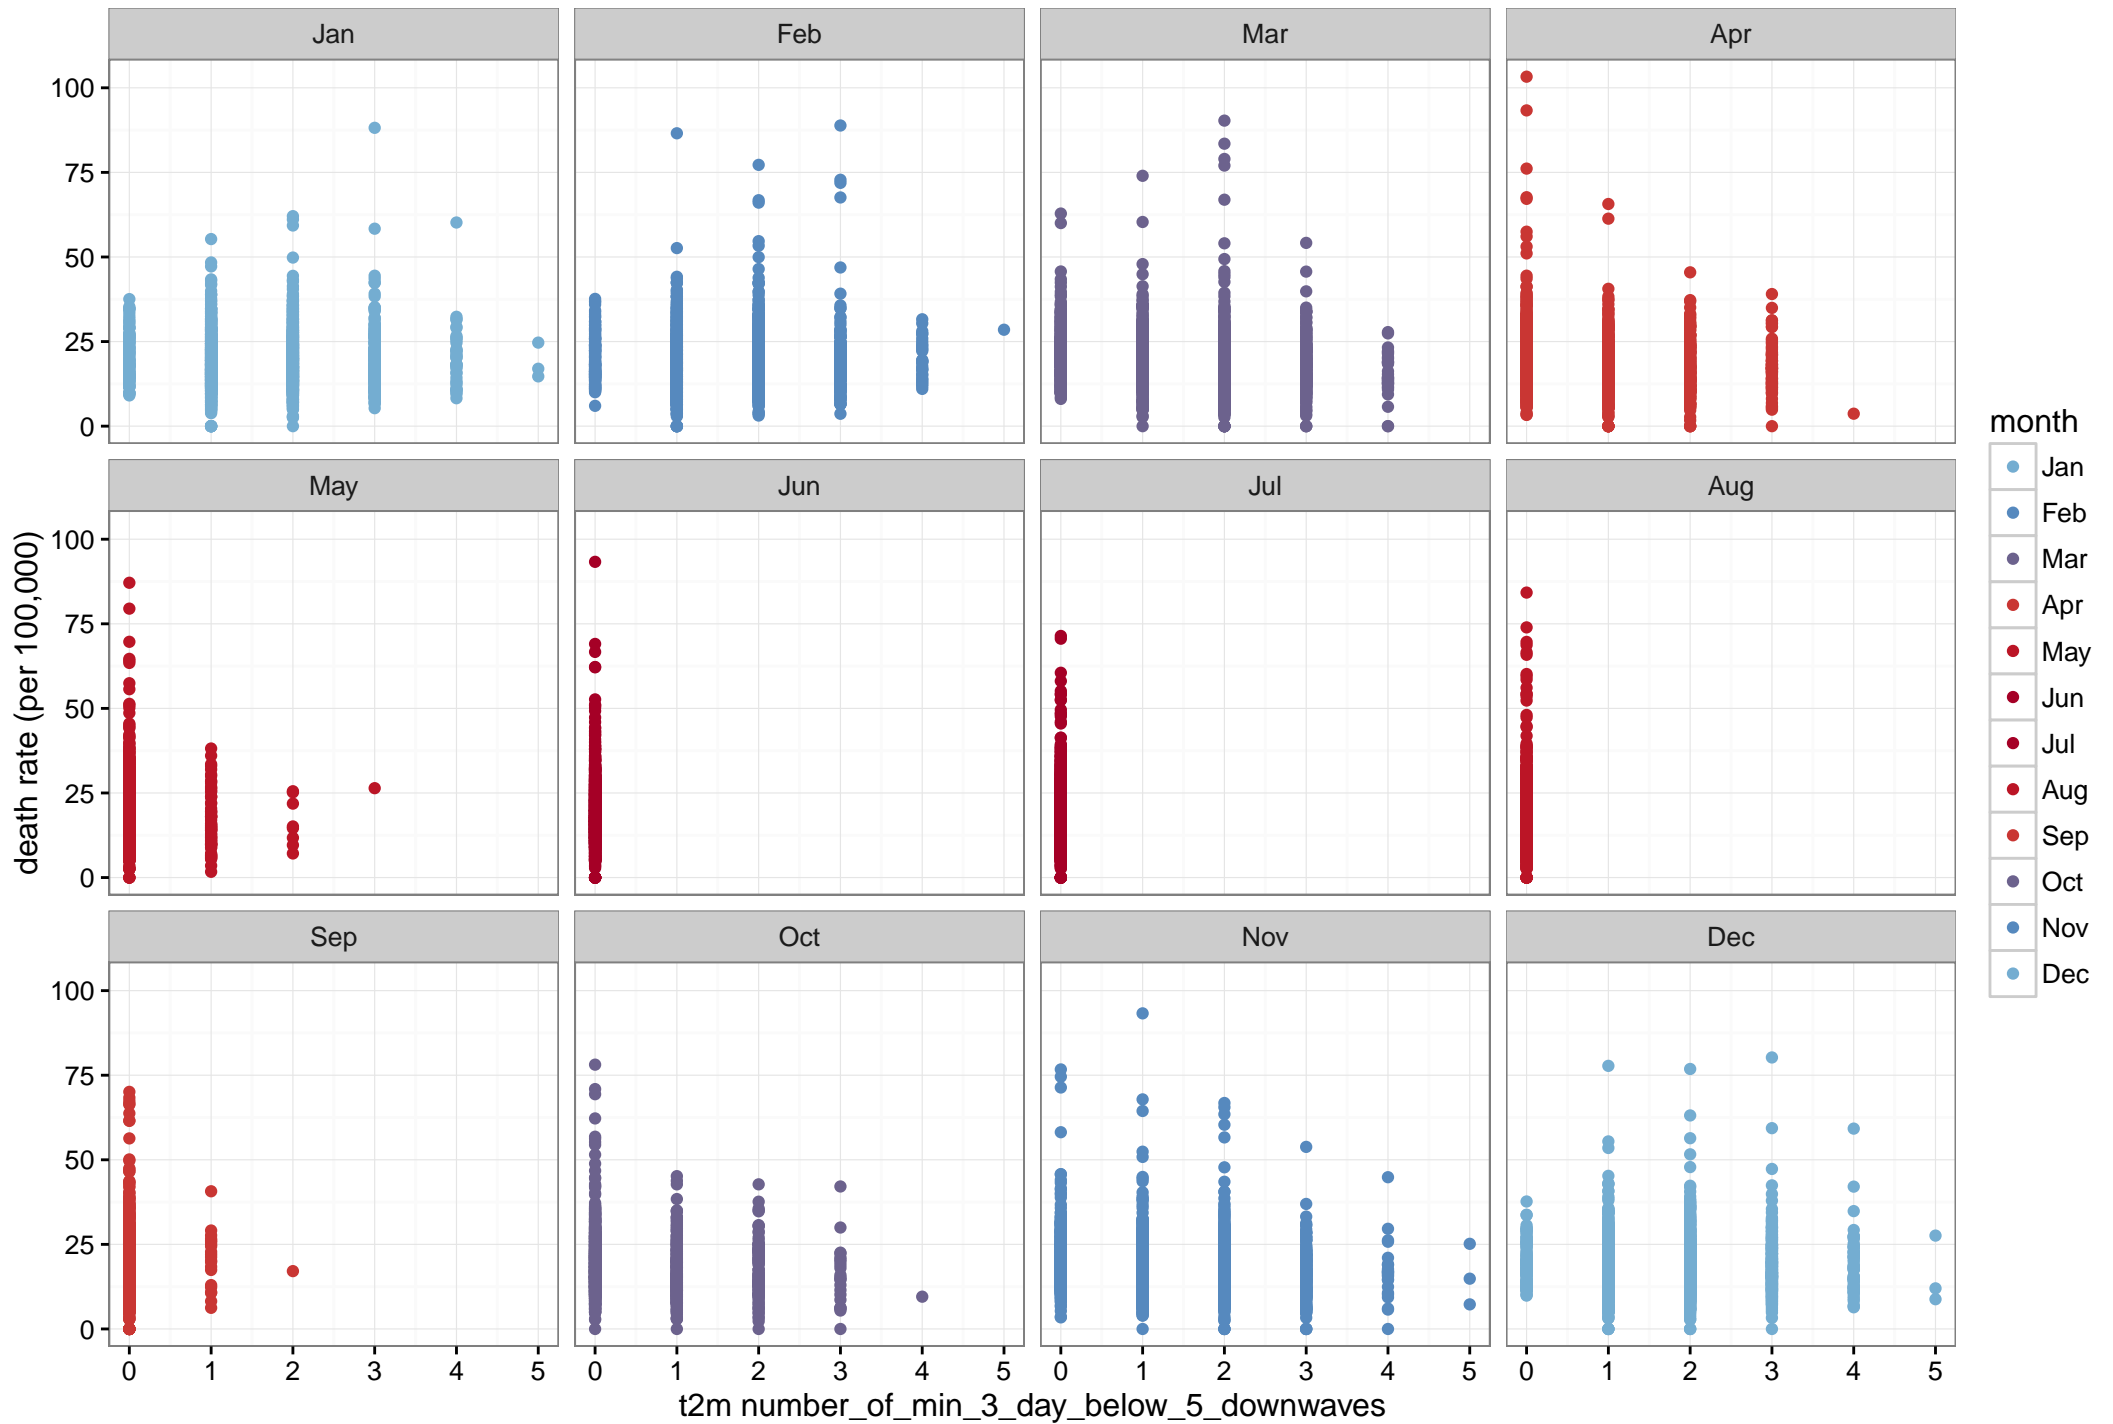 Jan Feb Mar Apr
100
75
50
25
0
May Jun Jul Aug
100
75
50
25
0
Sep Oct Nov Dec
100
75
50
25
0
0 1 2 3 4 5 0 1 2 3 4 5 0 1 2 3 4 5 0 1 2 3 4 5
t2m number_of_min_3_day_below_5_downwaves
death rate (per 100,000)
month
Jan
Feb
Mar
Apr
May
Jun
Jul
Aug
Sep
Oct
Nov
Dec